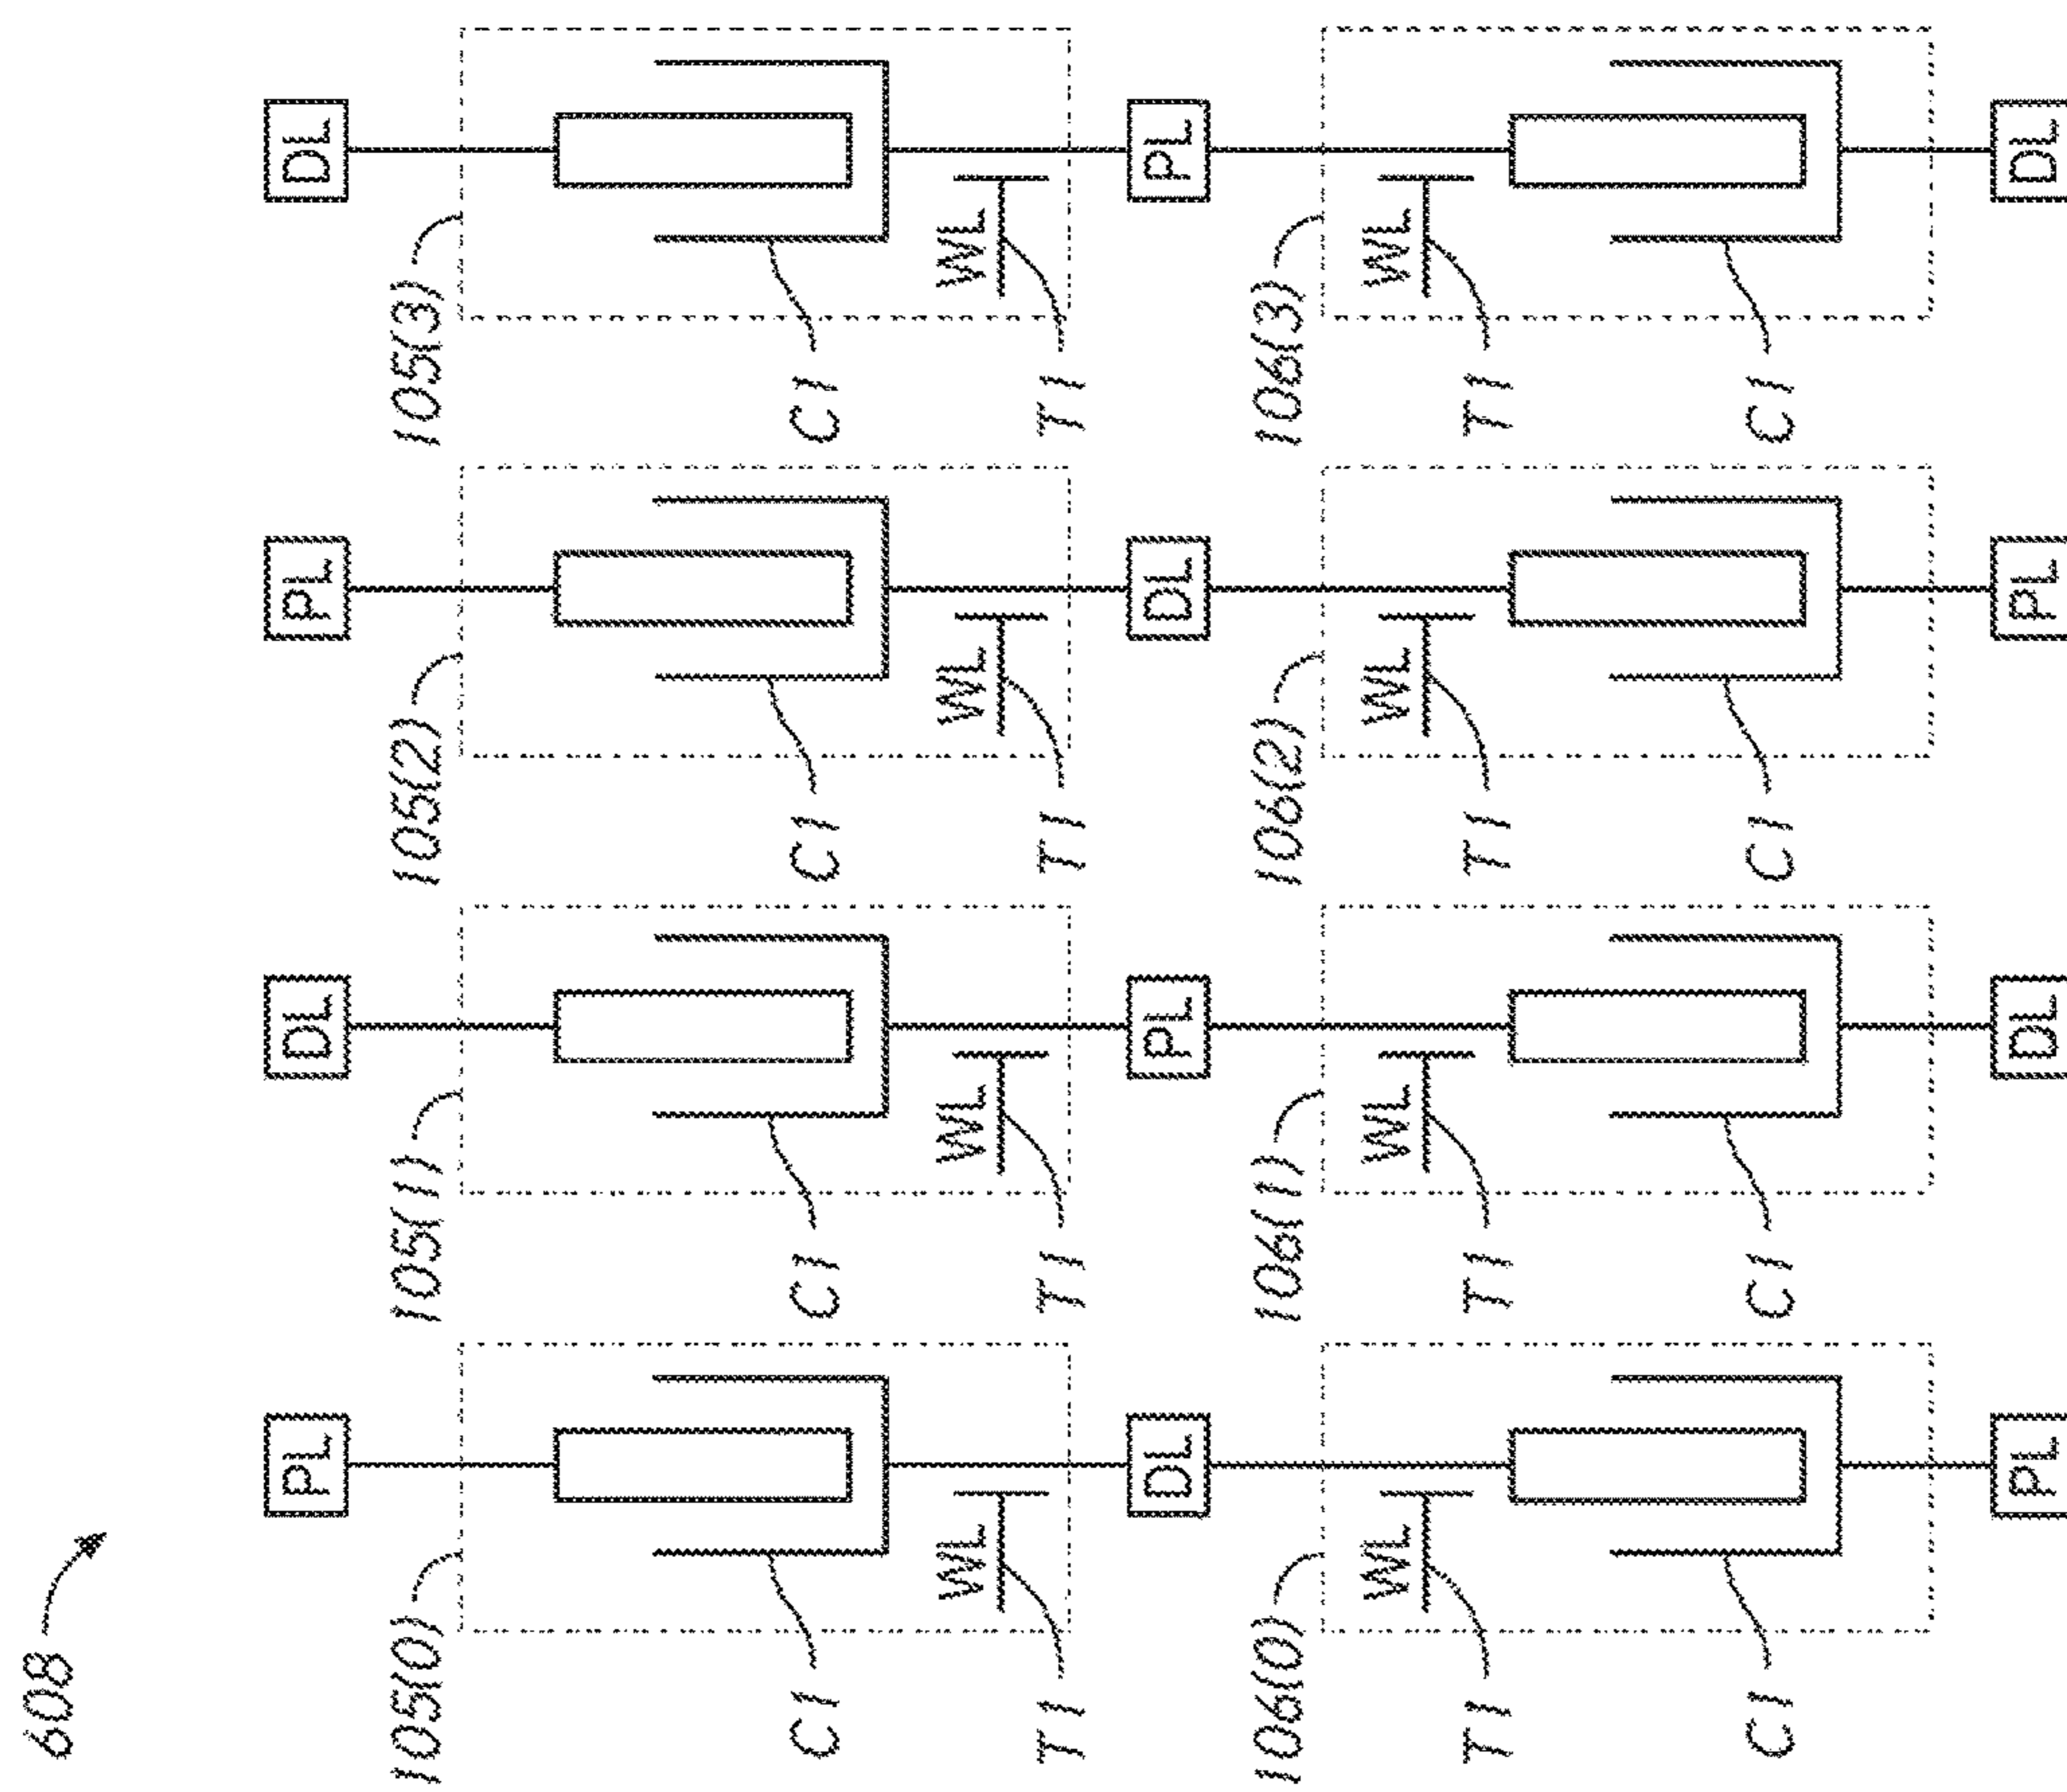 608
PL DL PL DL
105(0) 105(1) 105(2) 105(3)
C1 C1 C1 C1
WL WL WL WL
T1 T1 T1 T1
DL PL DL PL
106(0) 106(1) 106(2) 106(3)
WL WL WL WL
T1 T1 T1 T1
C1 C1 C1 C1
PL DL PL DL